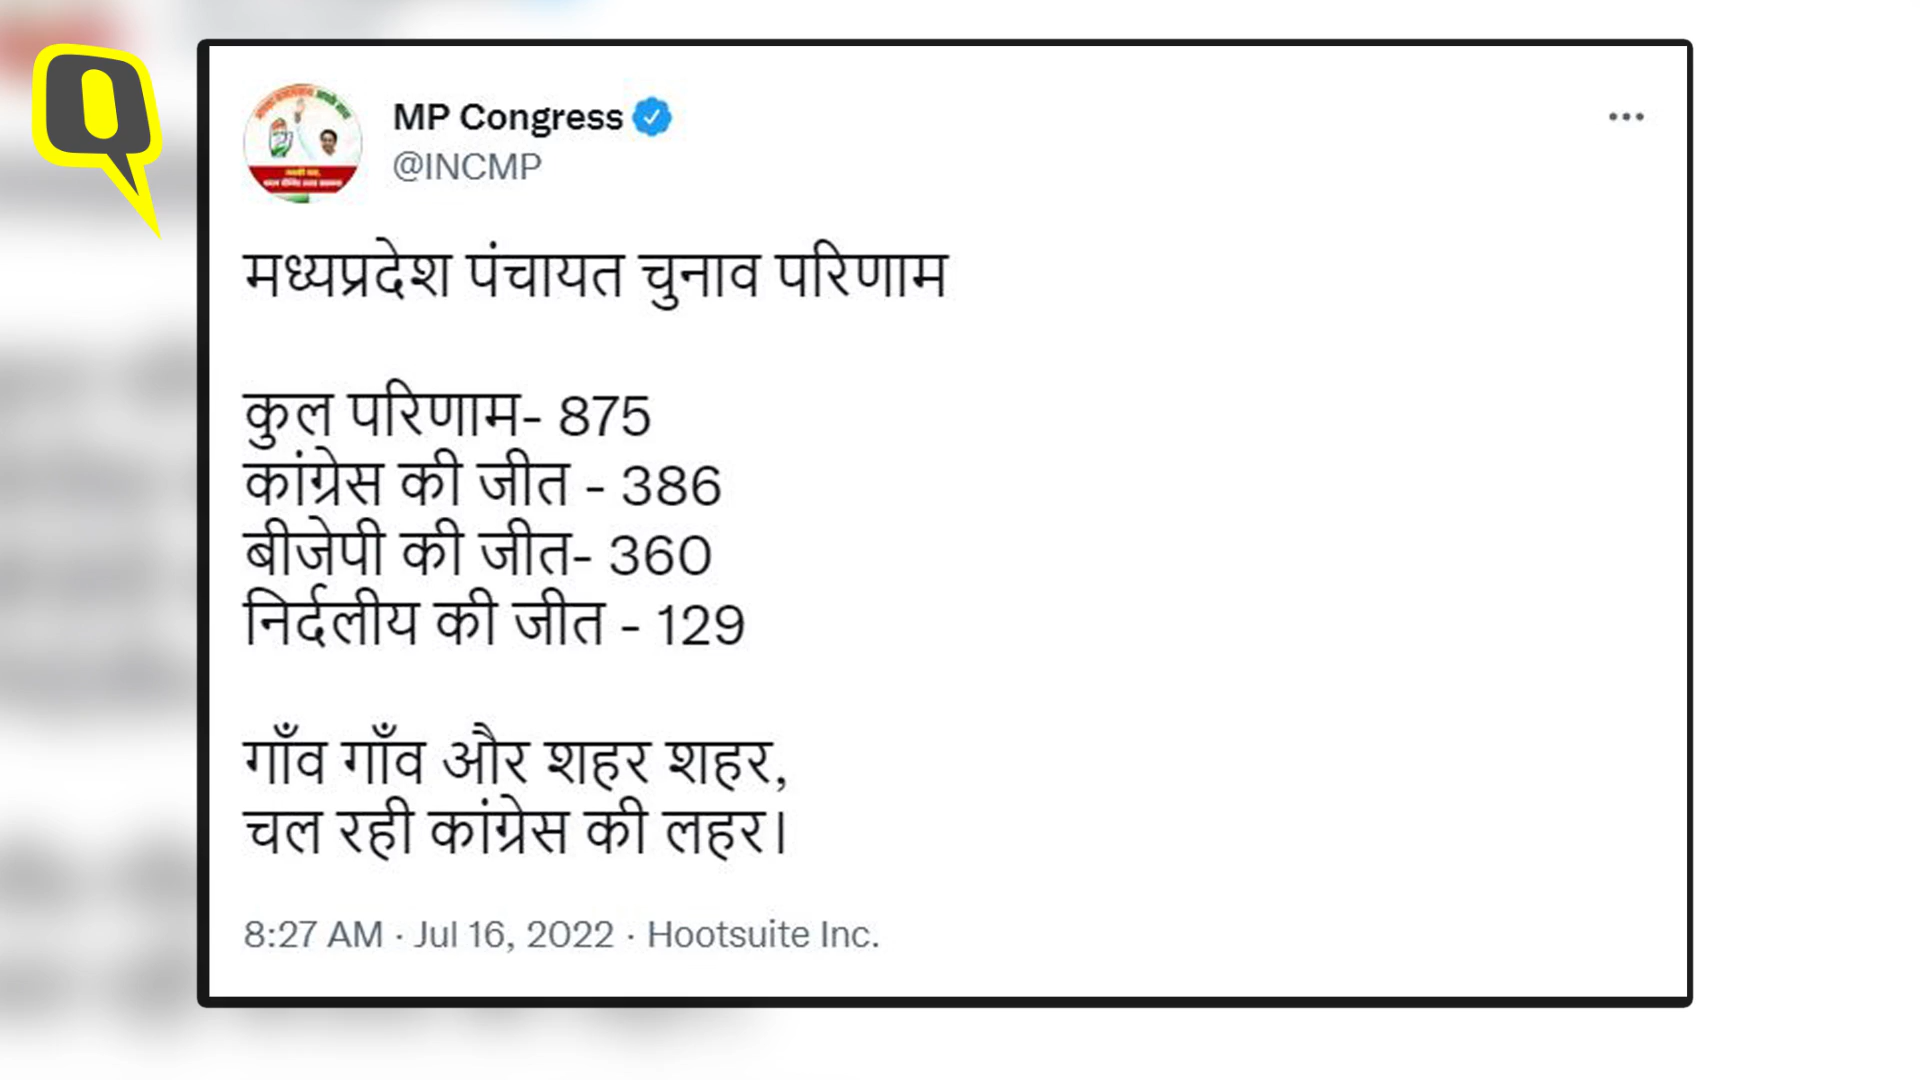 MP Congress
@INCMP
मध्यप्रदेश पंचायत चुनाव परिणाम
कुल परिणाम- 875
कांग्रेस की जीत - 386
बीजेपी की जीत- 360
निर्दलीय की जीत - 129
गाँव गाँव और शहर शहर,
चल रही कांग्रेस की लहर।
8:27 AM · Jul 16, 2022 · Hootsuite Inc.